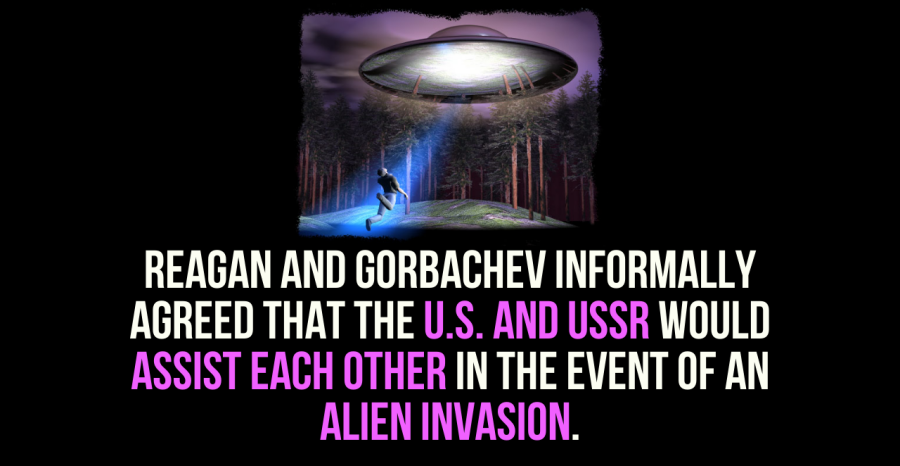 REAGAN AND GORBACHEV INFORMALLY
AGREED THAT THE U.S. AND USSR WOULD
ASSIST EACH OTHER IN THE EVENT OF AN
ALIEN INVASION.